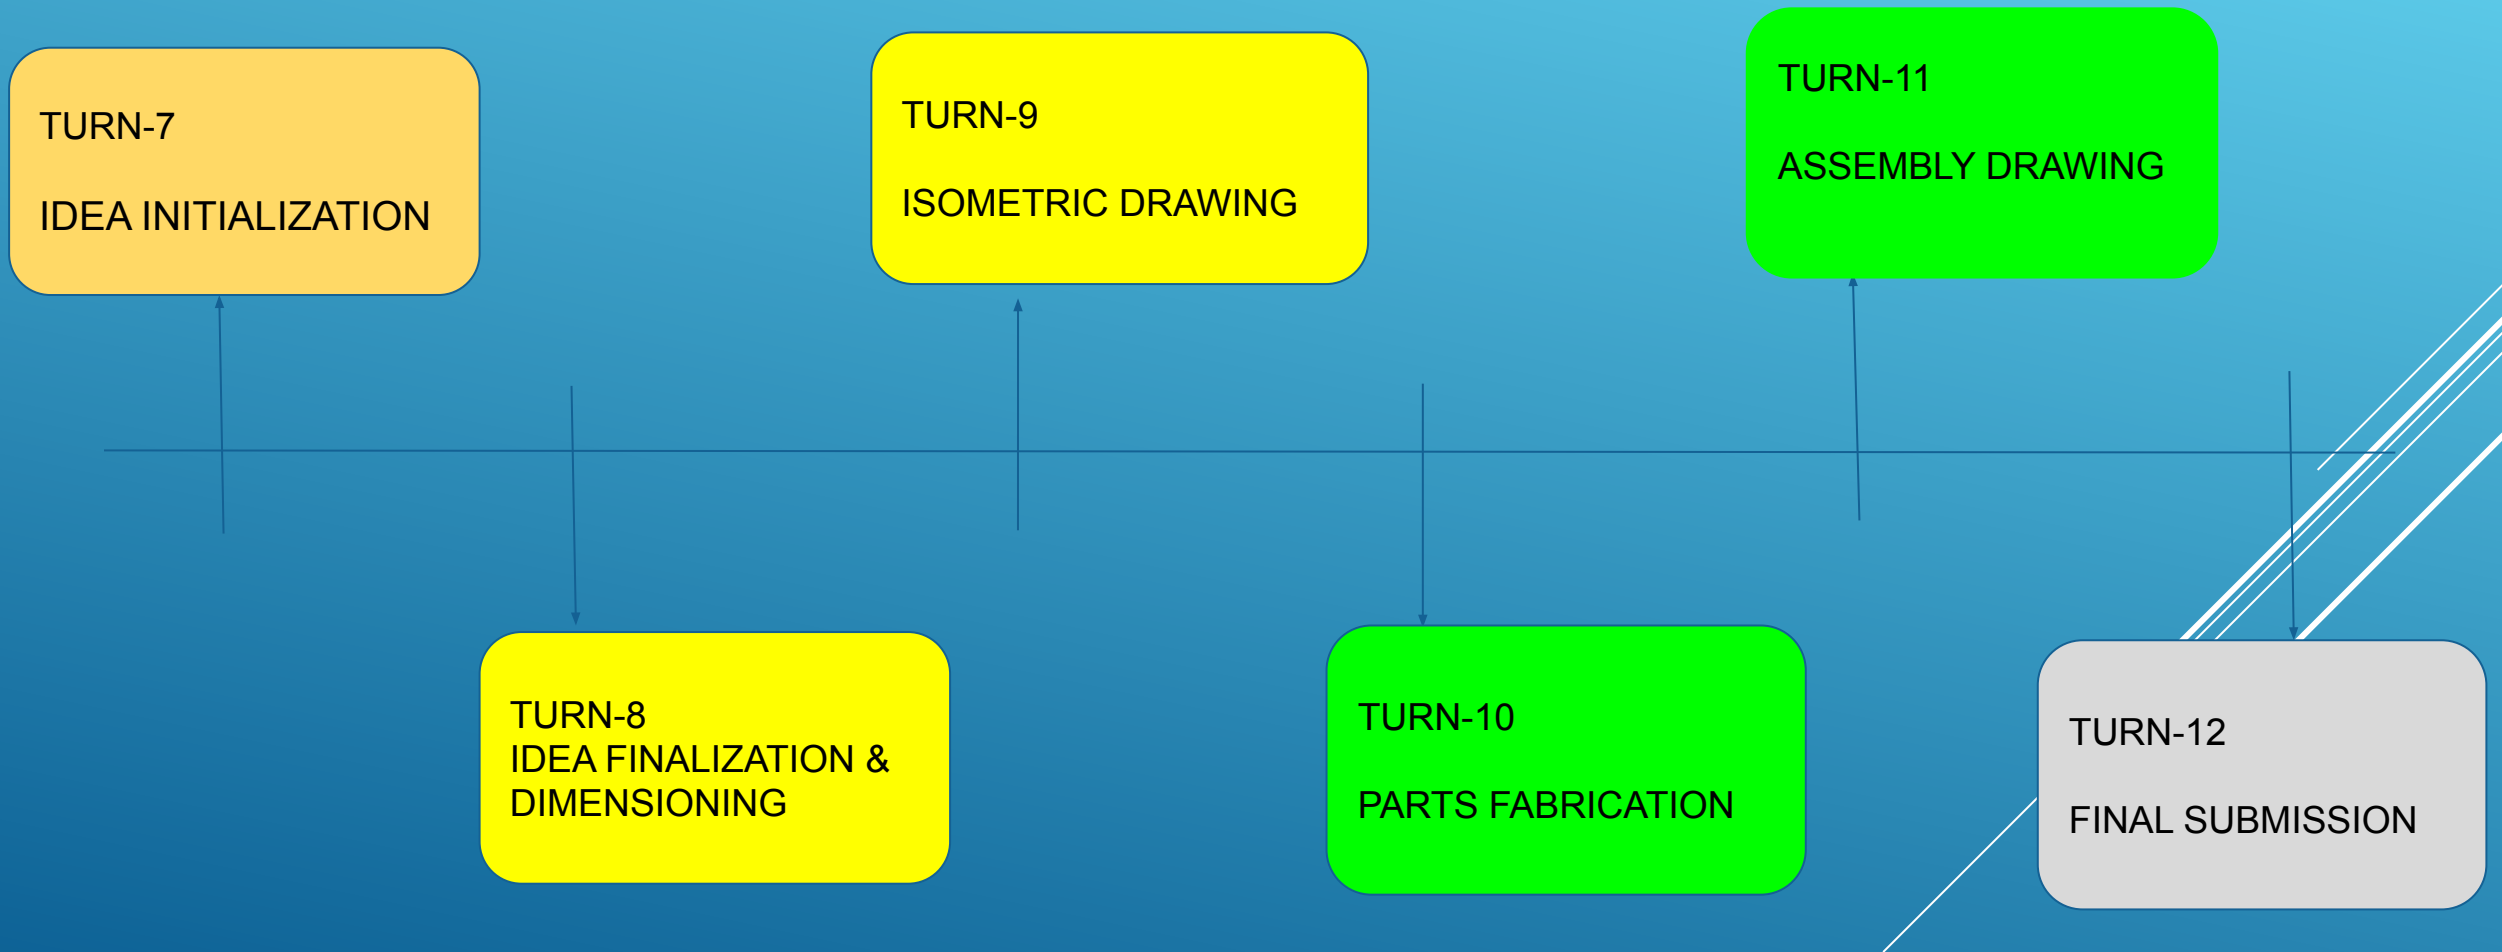 TURN-7
IDEA INITIALIZATION
TURN-8
IDEA FINALIZATION &
DIMENSIONING
TURN-9
ISOMETRIC DRAWING
TURN-10
PARTS FABRICATION
TURN-11
ASSEMBLY DRAWING
TURN-12
FINAL SUBMISSION